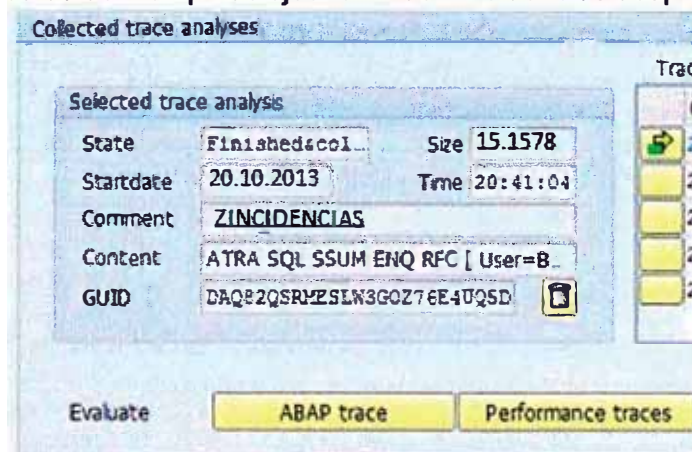 Collected trace analyses
Trac
Selected trace analysis
State Finished&col... Size 15.1578
Startdate 20.10.2013 Time 20:41:04
Comment ZINCIDENCIAS
Content ATRA SQL SSUM ENQ RFC [ User=B...
GUID
Evaluate ABAP trace Performance traces